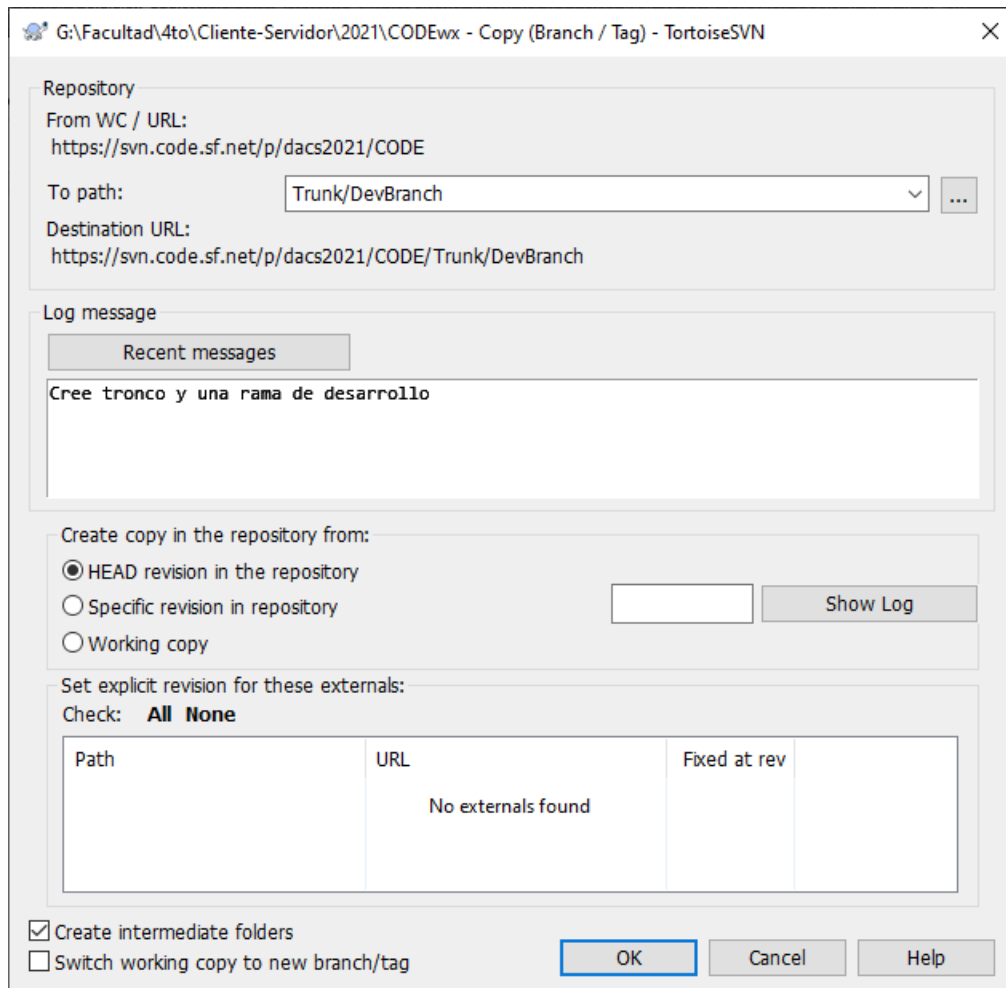 G:\Facultad\4to\Cliente-Servidor\2021\CODEwx - Copy (Branch / Tag) - TortoiseSVN
Repository
From WC / URL:
https://svn.code.sf.net/p/dacs2021/CODE
To path:
Trunk/DevBranch
...
Destination URL:
https://svn.code.sf.net/p/dacs2021/CODE/Trunk/DevBranch
Log message
Recent messages
Cree tronco y una rama de desarrollo
Create copy in the repository from:
HEAD revision in the repository
Specific revision in repository
Show Log
Working copy
Set explicit revision for these externals:
Check: All None
Path URL Fixed at rev
No externals found
Create intermediate folders
Switch working copy to new branch/tag
OK Cancel Help